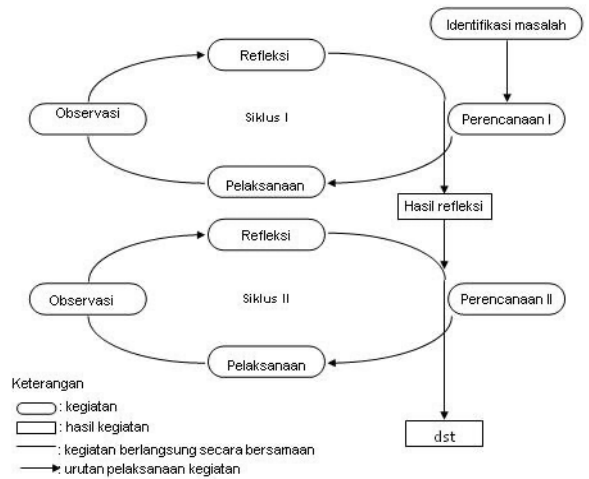 Identifikasi masalah
Refleksi
Observasi
Siklus I
Perencanaan I
Pelaksanaan
Hasil refleksi
Refleksi
Observasi
Siklus II
Perencanaan II
Pelaksanaan
Keterangan
: kegiatan
: hasil kegiatan
dst
: kegiatan berlangsung secara bersamaan
: urutan pelaksanaan kegiatan